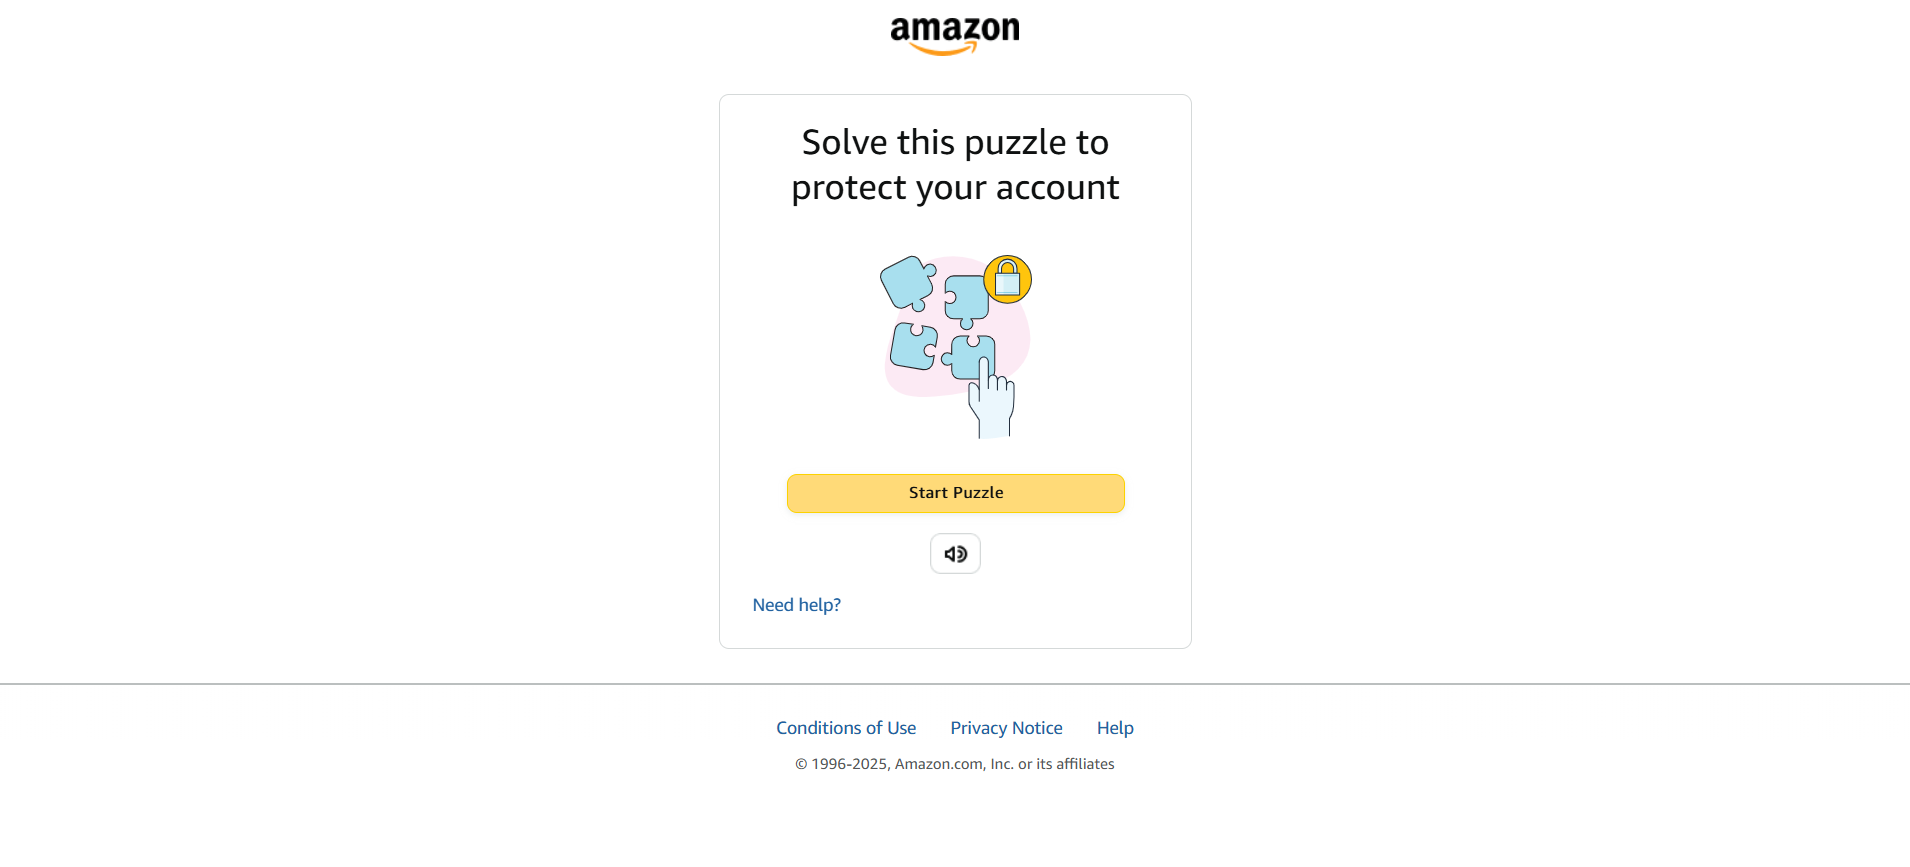 amazon
Solve this puzzle to
protect your account
Start Puzzle
Need help?
Conditions of Use Privacy Notice Help
© 1996-2025, Amazon.com, Inc. or its affiliates